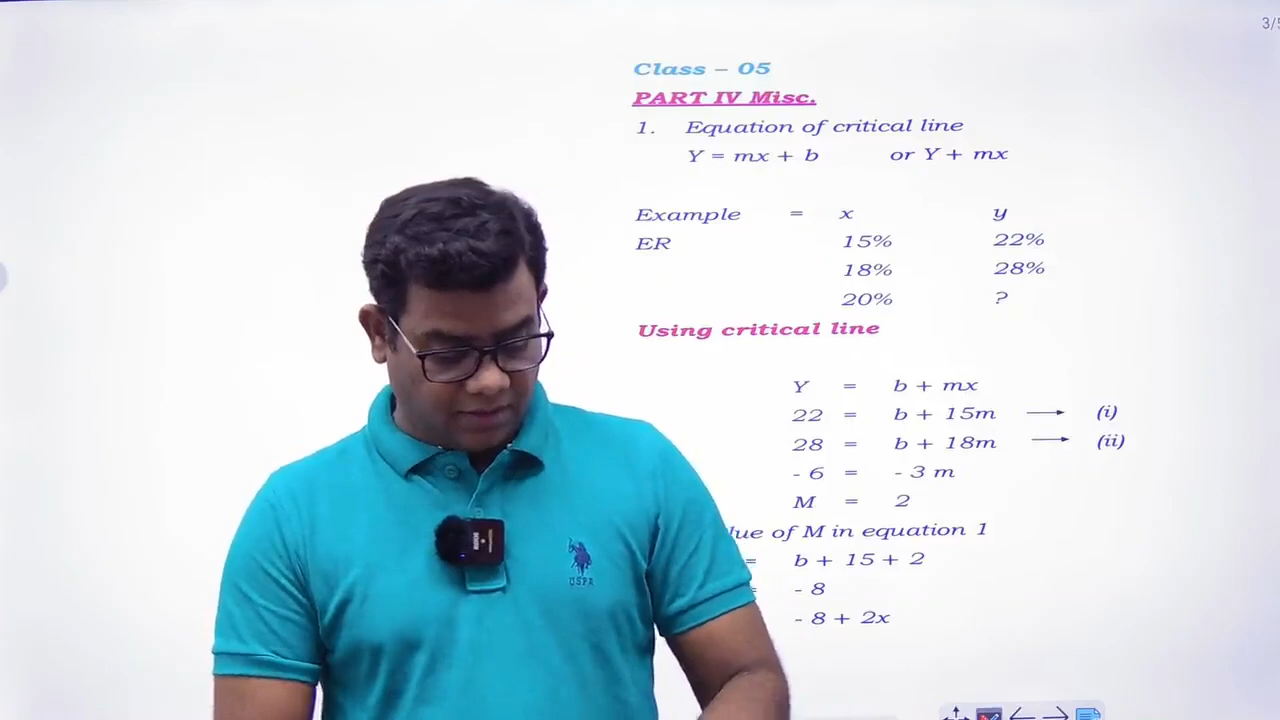 3/5
Class – 05
PART IV Misc.
1. Equation of critical line
Y = mx + b or Y + mx
Example = x y
ER 15% 22%
18% 28%
20% ?
Using critical line
Y = b + mx
22 = b + 15m → (i)
28 = b + 18m → (ii)
- 6 = - 3 m
M = 2
of M in equation 1
= b + 15 + 2
- 8
- 8 + 2x
USPA